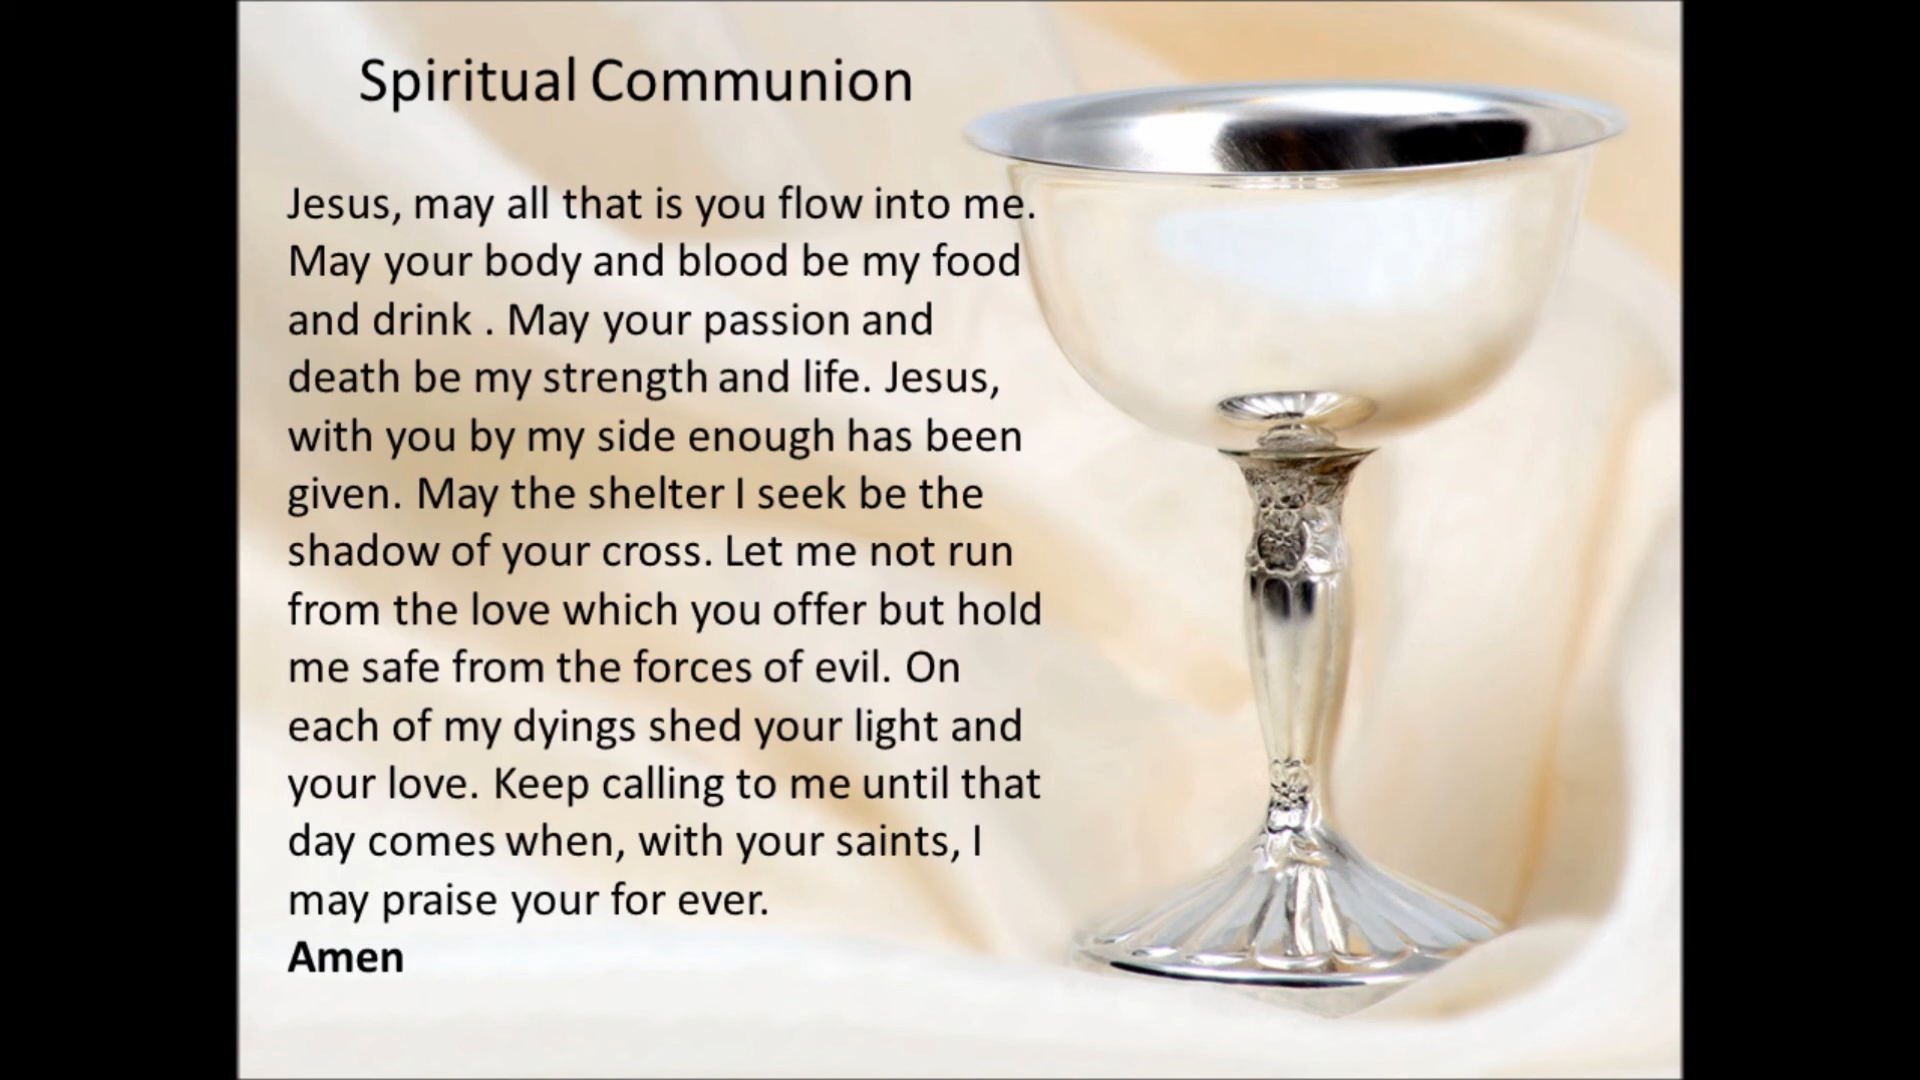 Spiritual Communion
Jesus, may all that is you flow into me.
May your body and blood be my food
and drink . May your passion and
death be my strength and life. Jesus,
with you by my side enough has been
given. May the shelter I seek be the
shadow of your cross. Let me not run
from the love which you offer but hold
me safe from the forces of evil. On
each of my dyings shed your light and
your love. Keep calling to me until that
day comes when, with your saints, I
may praise your for ever.
Amen